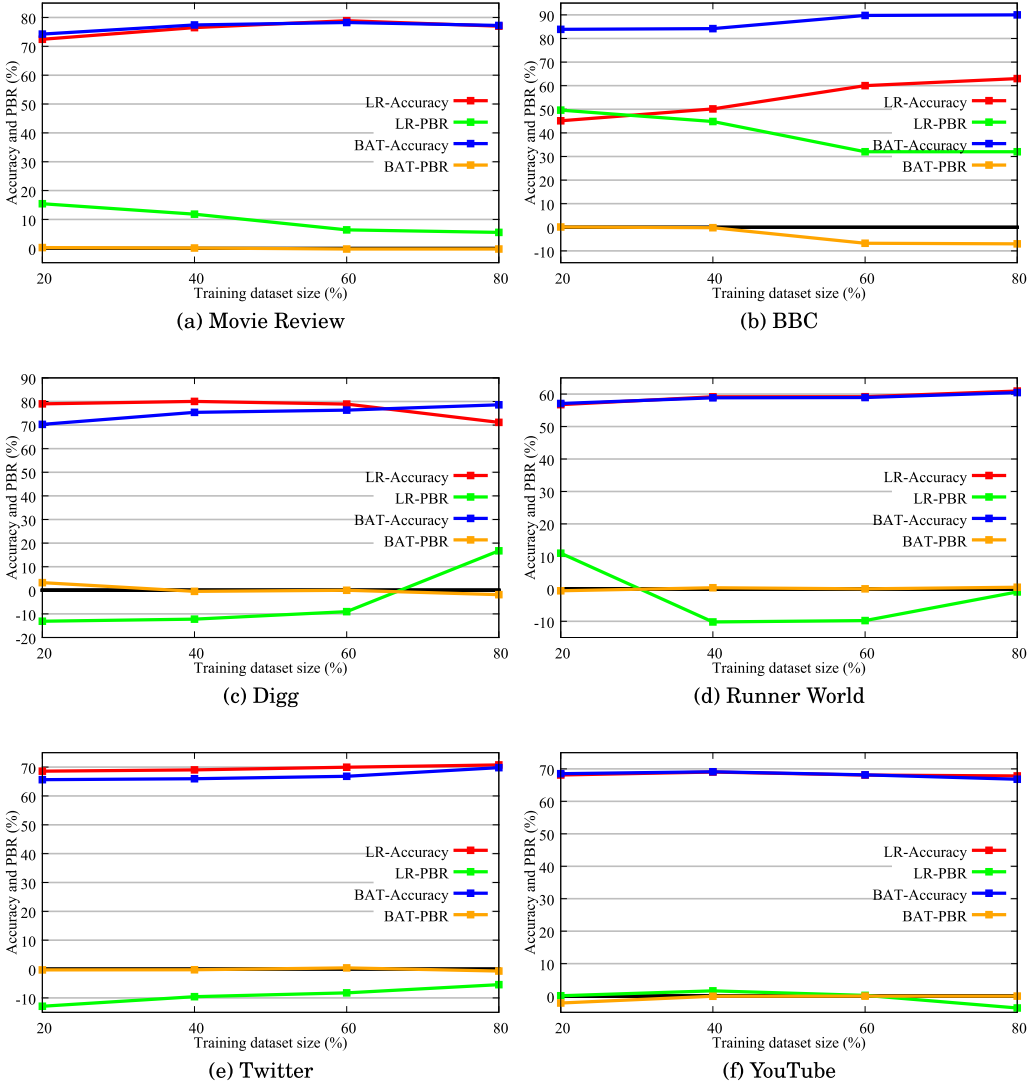 80
70
60
50
40
30
20
10
0
Accuracy and PBR (%)
LR-Accuracy
LR-PBR
BAT-Accuracy
BAT-PBR
20 40 60 80
Training dataset size (%)
(a) Movie Review
90
80
70
60
50
40
30
20
10
0
-10
Accuracy and PBR (%)
LR-Accuracy
LR-PBR
BAT-Accuracy
BAT-PBR
20 40 60 80
Training dataset size (%)
(b) BBC
90
80
70
60
50
40
30
20
10
0
-10
-20
Accuracy and PBR (%)
LR-Accuracy
LR-PBR
BAT-Accuracy
BAT-PBR
20 40 60 80
Training dataset size (%)
(c) Digg
60
50
40
30
20
10
0
-10
Accuracy and PBR (%)
LR-Accuracy
LR-PBR
BAT-Accuracy
BAT-PBR
20 40 60 80
Training dataset size (%)
(d) Runner World
70
60
50
40
30
20
10
0
-10
Accuracy and PBR (%)
LR-Accuracy
LR-PBR
BAT-Accuracy
BAT-PBR
20 40 60 80
Training dataset size (%)
(e) Twitter
70
60
50
40
30
20
10
0
Accuracy and PBR (%)
LR-Accuracy
LR-PBR
BAT-Accuracy
BAT-PBR
20 40 60 80
Training dataset size (%)
(f) YouTube